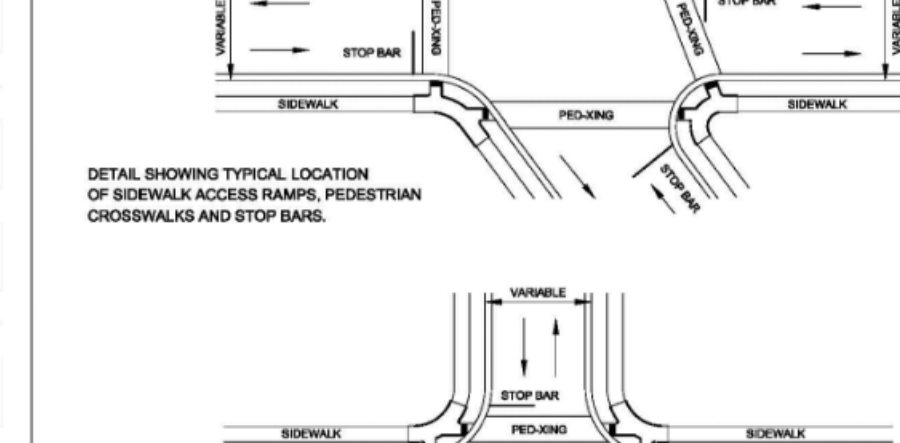 STOP BAR
VARIABLE
PED-XING
PED-XING
VARIABLE
STOP BAR
SIDEWALK
PED-XING
SIDEWALK
DETAIL SHOWING TYPICAL LOCATION
OF SIDEWALK ACCESS RAMPS, PEDESTRIAN
CROSSWALKS AND STOP BARS.
STOP BAR
VARIABLE
STOP BAR
SIDEWALK
PED-XING
SIDEWALK